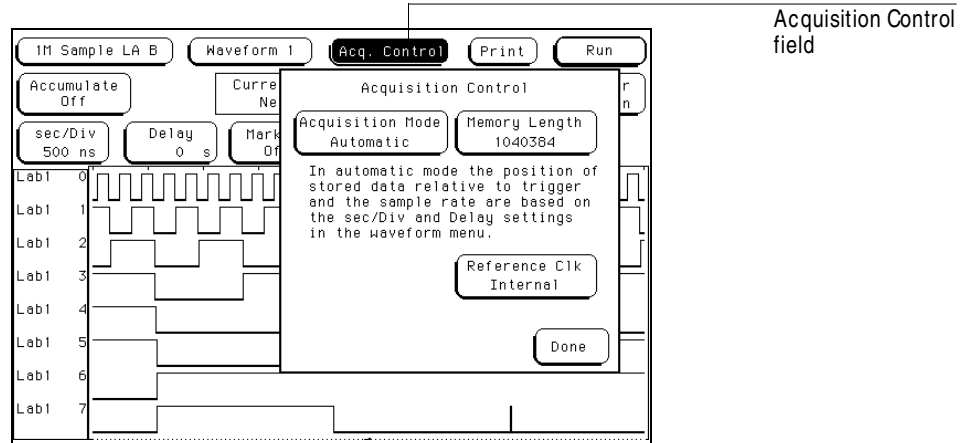 Acquisition Control
field
1M Sample LA B
Waveform 1
Acq. Control
Print
Run
Accumulate
Off
Curre
Ne
r
n
sec/Div
500 ns
Delay
0 s
Mark
Of
Acquisition Control
Acquisition Mode
Automatic
Memory Length
1040384
In automatic mode the position of
stored data relative to trigger
and the sample rate are based on
the sec/Div and Delay settings
in the waveform menu.
Reference Clk
Internal
Done
Lab1 0
Lab1 1
Lab1 2
Lab1 3
Lab1 4
Lab1 5
Lab1 6
Lab1 7